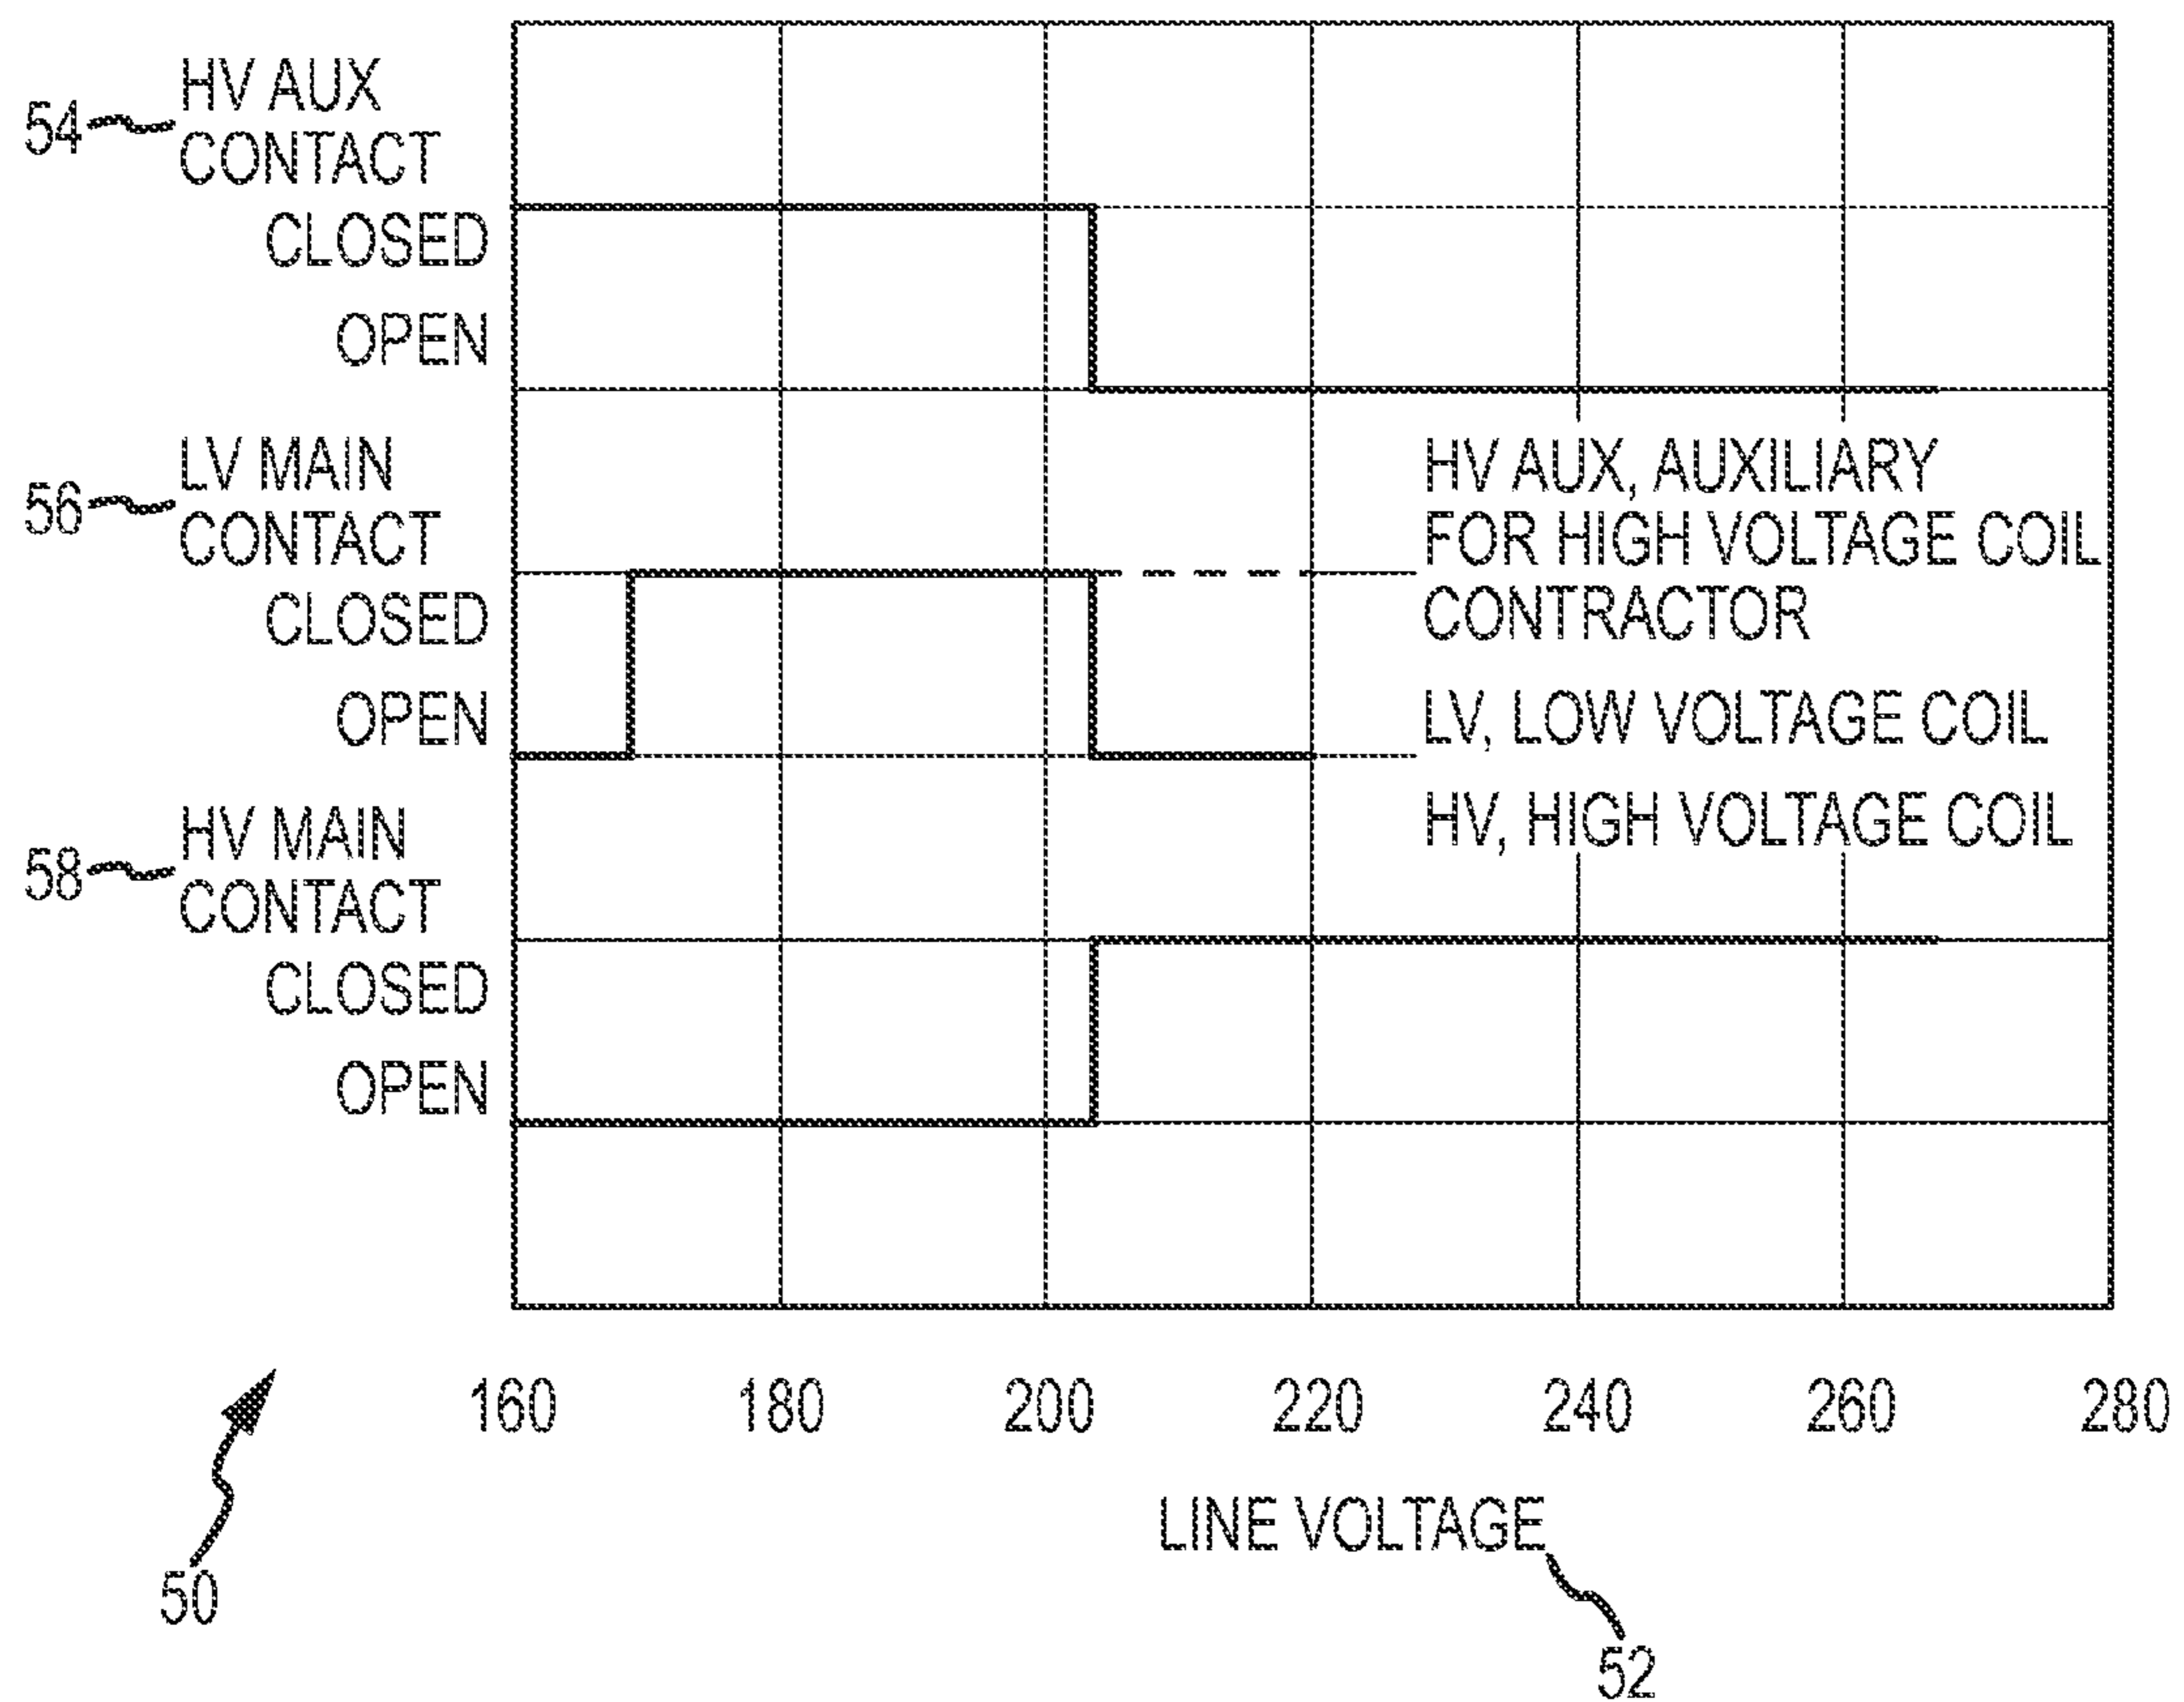 54 HV AUX
CONTACT
CLOSED
OPEN
56 LV MAIN
CONTACT
CLOSED
OPEN
58 HV MAIN
CONTACT
CLOSED
OPEN
HV AUX, AUXILIARY
FOR HIGH VOLTAGE COIL
CONTRACTOR
LV, LOW VOLTAGE COIL
HV, HIGH VOLTAGE COIL
160 180 200 220 240 260 280
LINE VOLTAGE
50
52